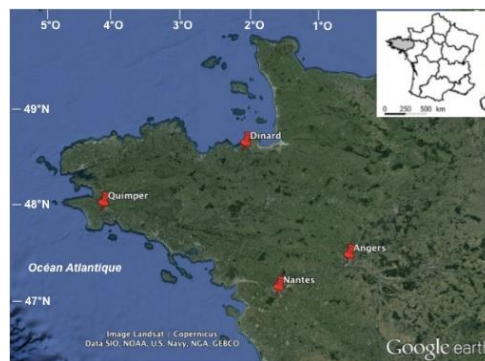 5°O 4°O 2°O 1°O
49°N
Dinard
0 250 500 km
48°N
Quimper
Angers
Océan Atlantique
Nantes
47°N
Image Landsat / Copernicus
Data SIO, NOAA, U.S. Navy, NGA, GEBCO
Google earth